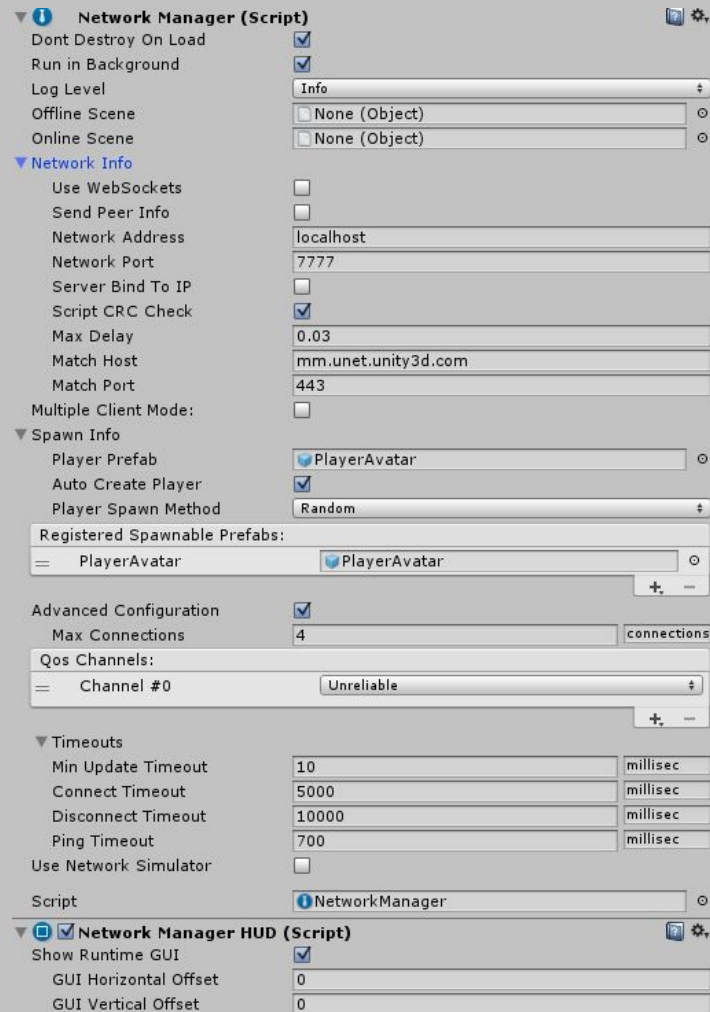 Network Manager (Script)
Dont Destroy On Load
Run in Background
Log Level Info
Offline Scene None (Object)
Online Scene None (Object)
Network Info
Use WebSockets
Send Peer Info
Network Address localhost
Network Port 7777
Server Bind To IP
Script CRC Check
Max Delay 0.03
Match Host mm.unet.unity3d.com
Match Port 443
Multiple Client Mode:
Spawn Info
Player Prefab PlayerAvatar
Auto Create Player
Player Spawn Method Random
Registered Spawnable Prefabs:
PlayerAvatar PlayerAvatar
Advanced Configuration
Max Connections 4 connections
Qos Channels:
Channel #0 Unreliable
Timeouts
Min Update Timeout 10 millisec
Connect Timeout 5000 millisec
Disconnect Timeout 10000 millisec
Ping Timeout 700 millisec
Use Network Simulator
Script NetworkManager
Network Manager HUD (Script)
Show Runtime GUI
GUI Horizontal Offset 0
GUI Vertical Offset 0